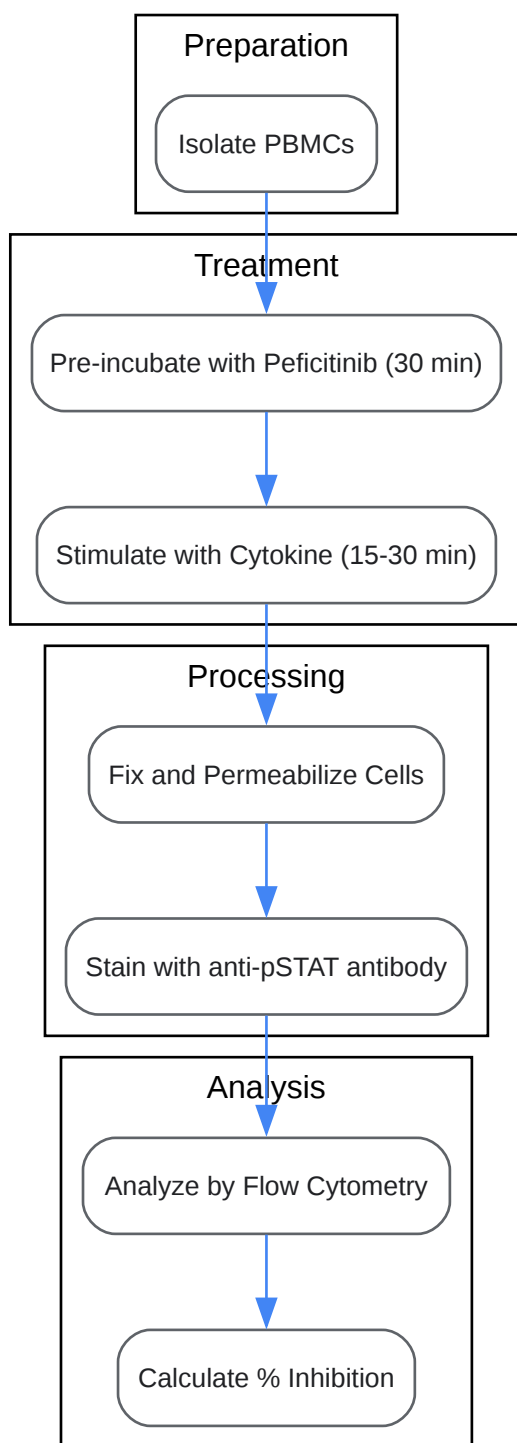 Preparation
Isolate PBMCs
Treatment
Pre-incubate with Peficitinib (30 min)
Stimulate with Cytokine (15-30 min)
Processing
Fix and Permeabilize Cells
Stain with anti-pSTAT antibody
Analysis
Analyze by Flow Cytometry
Calculate % Inhibition